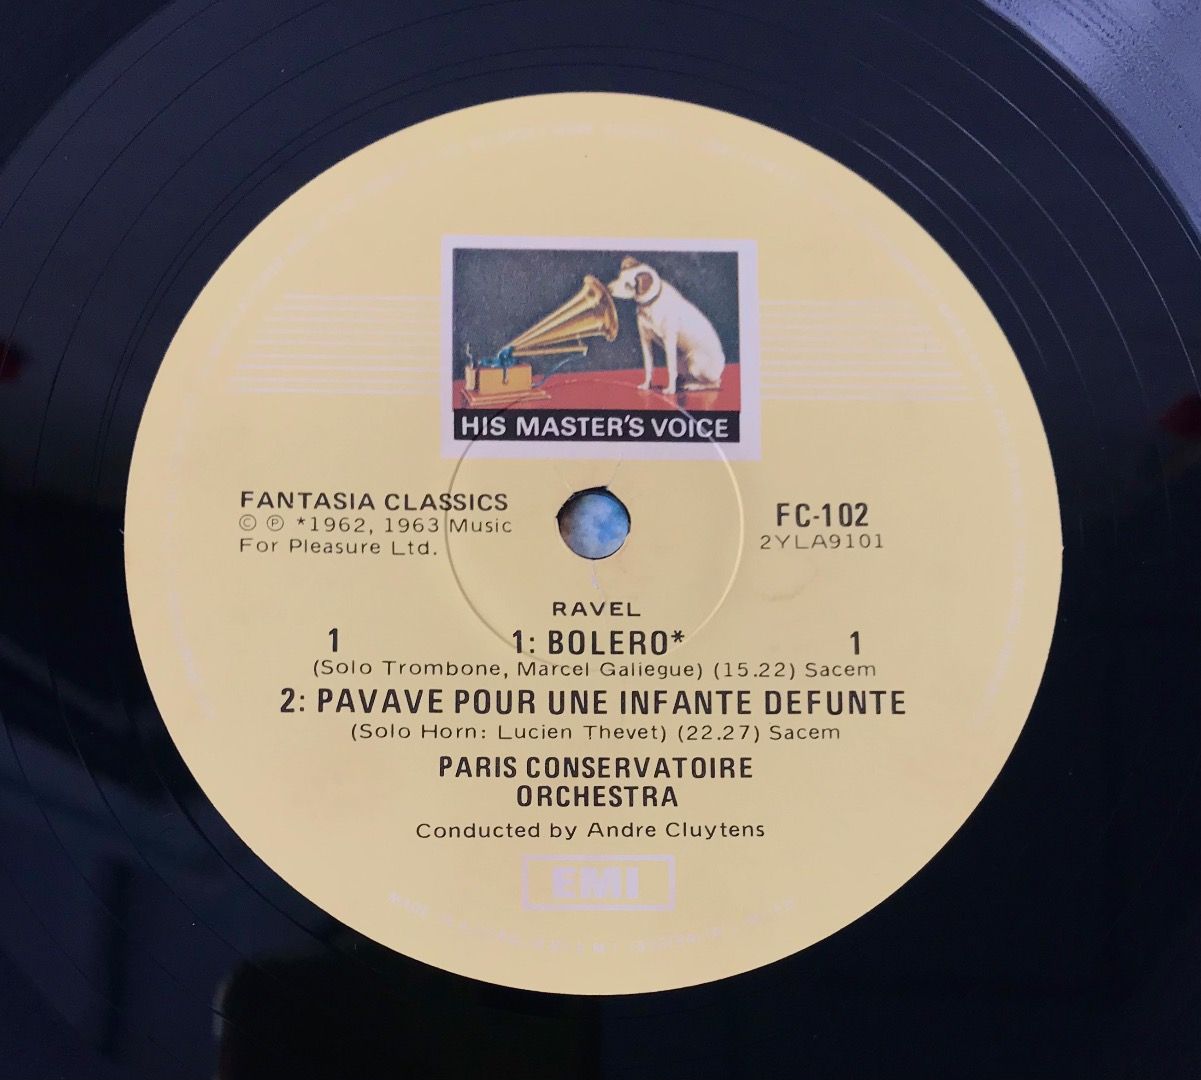 HIS MASTER'S VOICE
FANTASIA CLASSICS
© ℗ *1962, 1963 Music
For Pleasure Ltd.
FC-102
2YLA9101
RAVEL
1 1: BOLERO* 1
(Solo Trombone, Marcel Galiegue) (15.22) Sacem
2: PAVAVE POUR UNE INFANTE DEFUNTE
(Solo Horn: Lucien Thevet) (22.27) Sacem
PARIS CONSERVATOIRE
ORCHESTRA
Conducted by Andre Cluytens
EMI